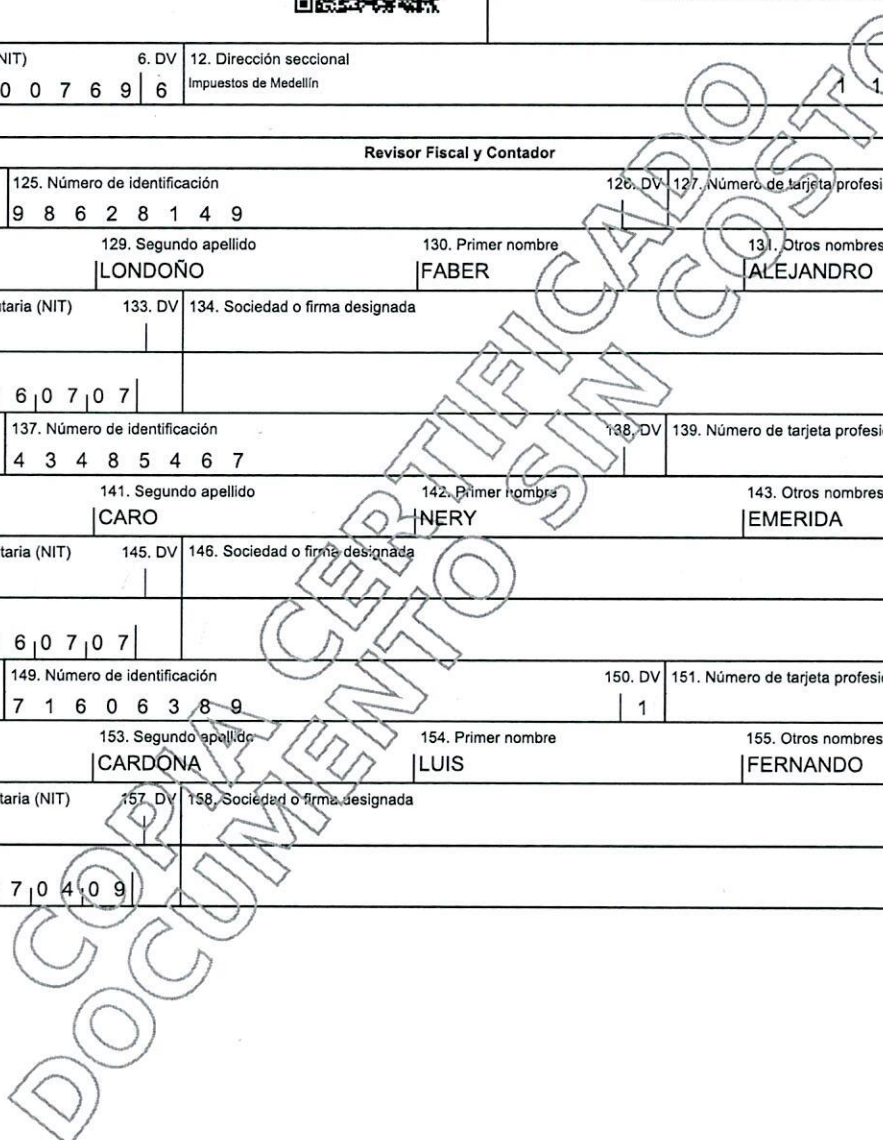 NIT) 6. DV 12. Dirección seccional
0 0 7 6 9 6 Impuestos de Medellín 1 1
Revisor Fiscal y Contador
125. Número de identificación 126. DV 127. Número de tarjeta profesi
9 8 6 2 8 1 4 9
129. Segundo apellido 130. Primer nombre 131. Otros nombres
LONDOÑO FABER ALEJANDRO
utaria (NIT) 133. DV 134. Sociedad o firma designada
6 0 7 0 7
137. Número de identificación 138. DV 139. Número de tarjeta profesi
4 3 4 8 5 4 6 7
141. Segundo apellido 142. Primer nombre 143. Otros nombres
CARO NERY EMERIDA
taria (NIT) 145. DV 146. Sociedad o firma designada
6 0 7 0 7
149. Número de identificación 150. DV 151. Número de tarjeta profesi
7 1 6 0 6 3 8 9 1
153. Segundo apellido 154. Primer nombre 155. Otros nombres
CARDONA LUIS FERNANDO
taria (NIT) 157. DV 158. Sociedad o firma designada
7 0 4 0 9
COPIA CERTIFICADO
DOCUMENTO SIN COSTO